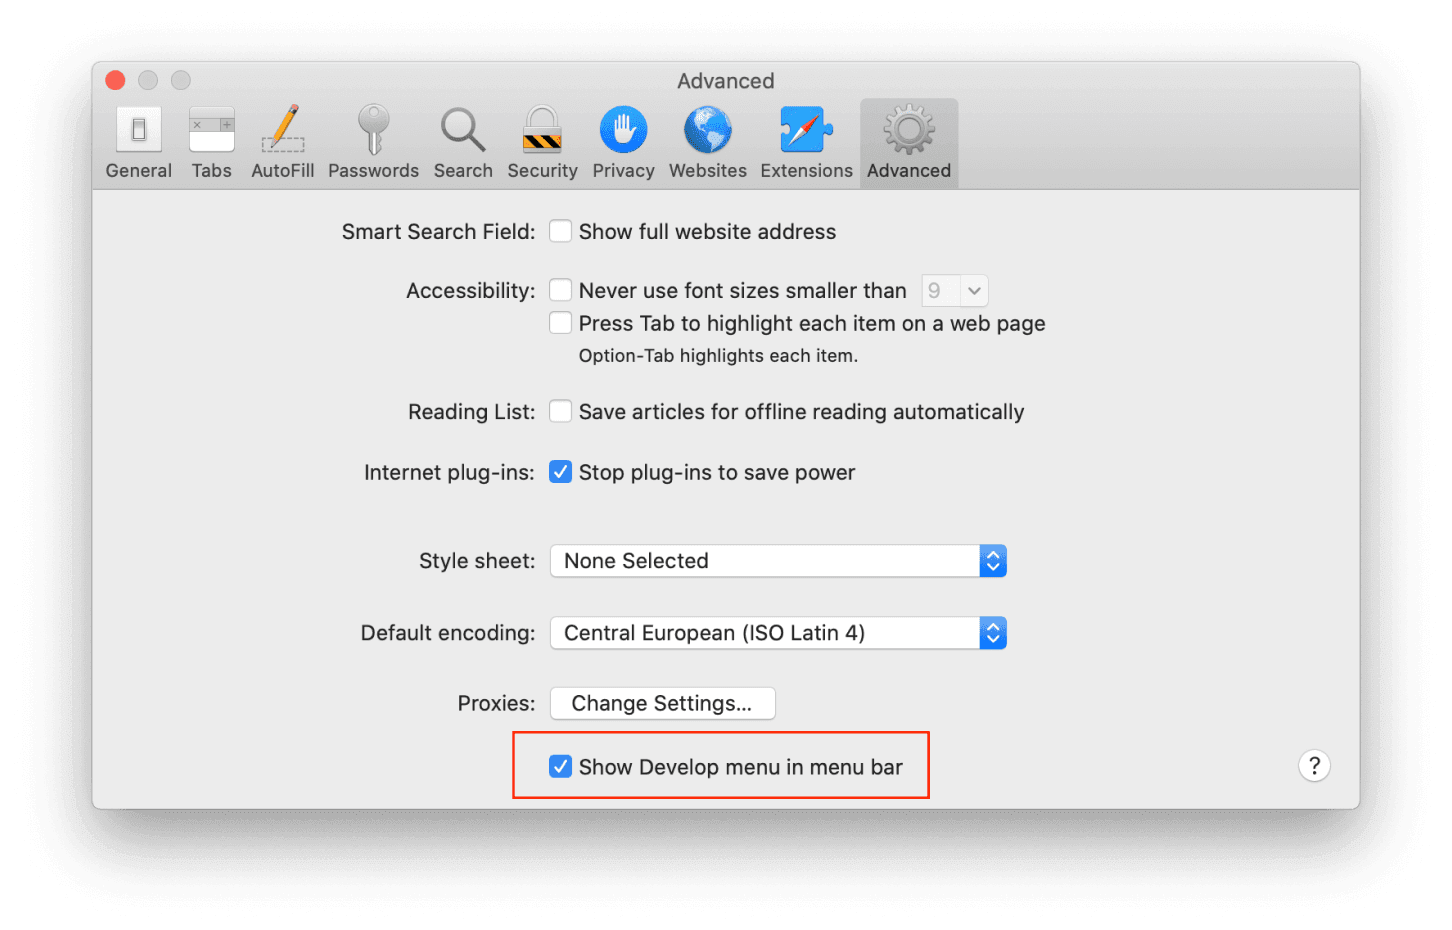 Advanced
General Tabs AutoFill Passwords Search Security Privacy Websites Extensions Advanced
Smart Search Field: Show full website address
Accessibility: Never use font sizes smaller than 9
Press Tab to highlight each item on a web page
Option-Tab highlights each item.
Reading List: Save articles for offline reading automatically
Internet plug-ins: Stop plug-ins to save power
Style sheet: None Selected
Default encoding: Central European (ISO Latin 4)
Proxies: Change Settings...
Show Develop menu in menu bar
?